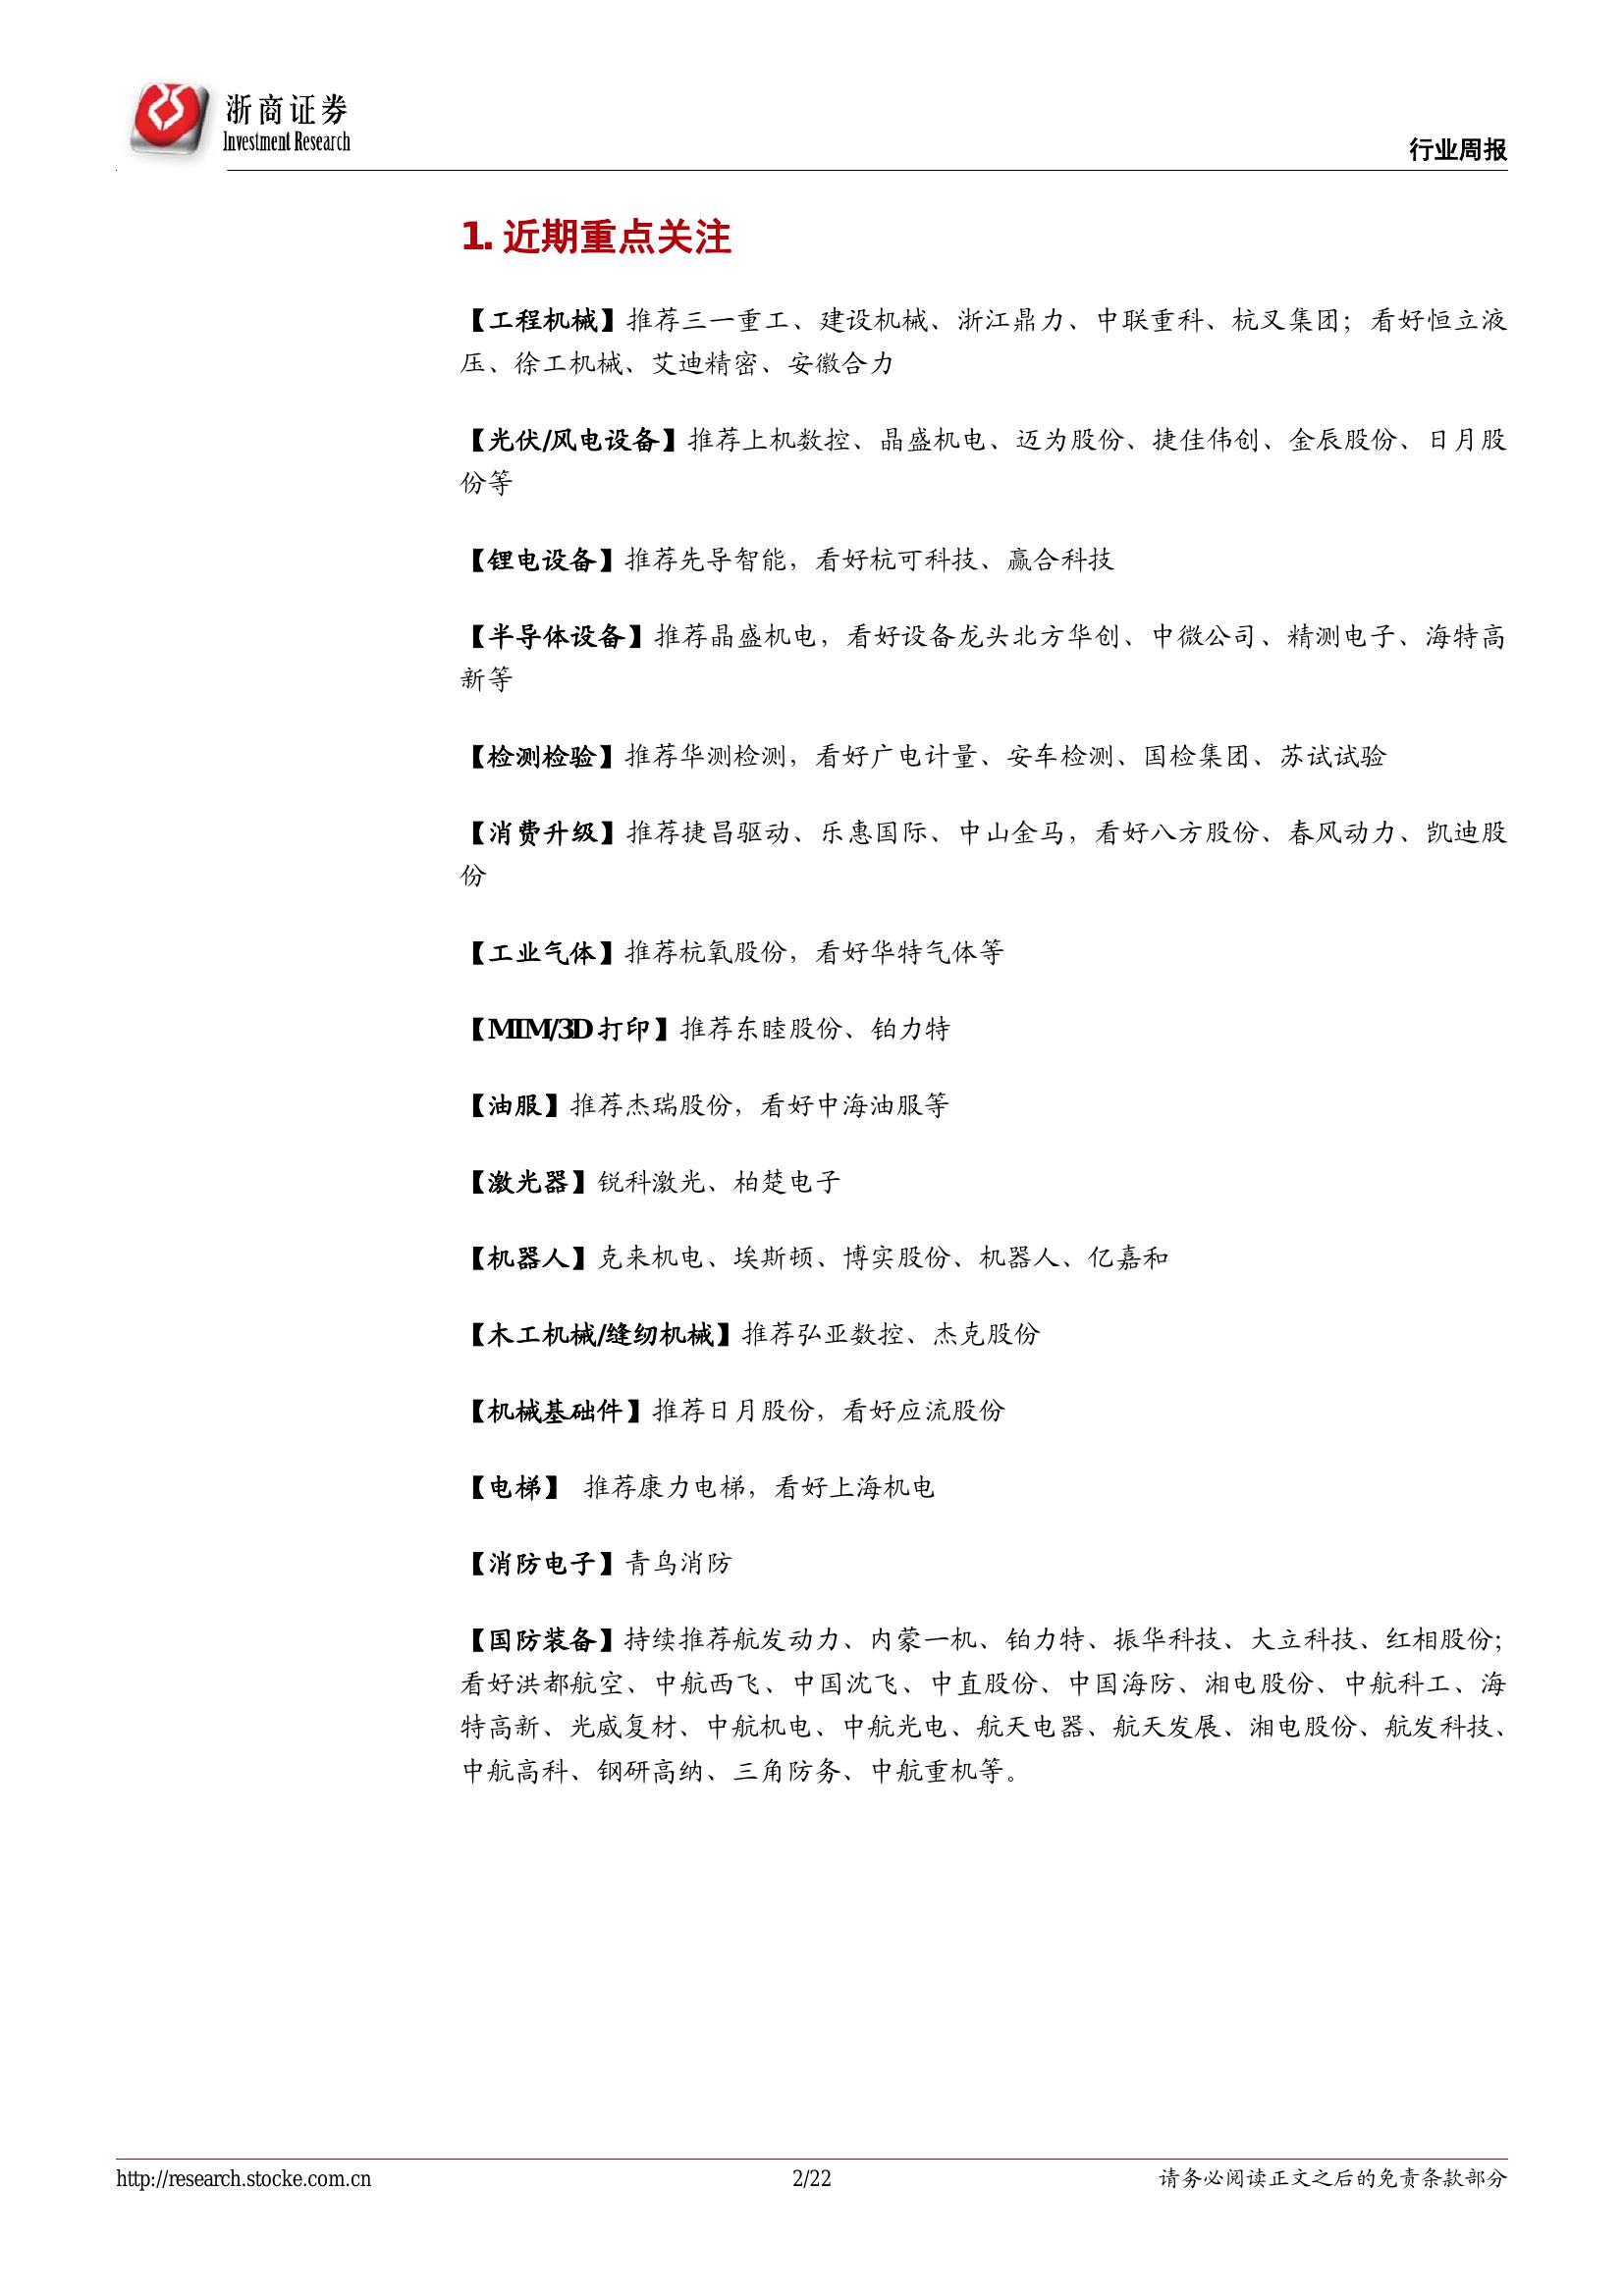 浙商证券
Investment Research
行业周报
1. 近期重点关注
【工程机械】推荐三一重工、建设机械、浙江鼎力、中联重科、杭叉集团；看好恒立液
压、徐工机械、艾迪精密、安徽合力
【光伏/风电设备】推荐上机数控、晶盛机电、迈为股份、捷佳伟创、金辰股份、日月股
份等
【锂电设备】推荐先导智能，看好杭可科技、赢合科技
【半导体设备】推荐晶盛机电，看好设备龙头北方华创、中微公司、精测电子、海特高
新等
【检测检验】推荐华测检测，看好广电计量、安车检测、国检集团、苏试试验
【消费升级】推荐捷昌驱动、乐惠国际、中山金马，看好八方股份、春风动力、凯迪股
份
【工业气体】推荐杭氧股份，看好华特气体等
【MIM/3D 打印】推荐东睦股份、铂力特
【油服】推荐杰瑞股份，看好中海油服等
【激光器】锐科激光、柏楚电子
【机器人】克来机电、埃斯顿、博实股份、机器人、亿嘉和
【木工机械/缝纫机械】推荐弘亚数控、杰克股份
【机械基础件】推荐日月股份，看好应流股份
【电梯】 推荐康力电梯，看好上海机电
【消防电子】青鸟消防
【国防装备】持续推荐航发动力、内蒙一机、铂力特、振华科技、大立科技、红相股份；
看好洪都航空、中航西飞、中国沈飞、中直股份、中国海防、湘电股份、中航科工、海
特高新、光威复材、中航机电、中航光电、航天电器、航天发展、湘电股份、航发科技、
中航高科、钢研高纳、三角防务、中航重机等。
http://research.stocke.com.cn
2/22
请务必阅读正文之后的免责条款部分